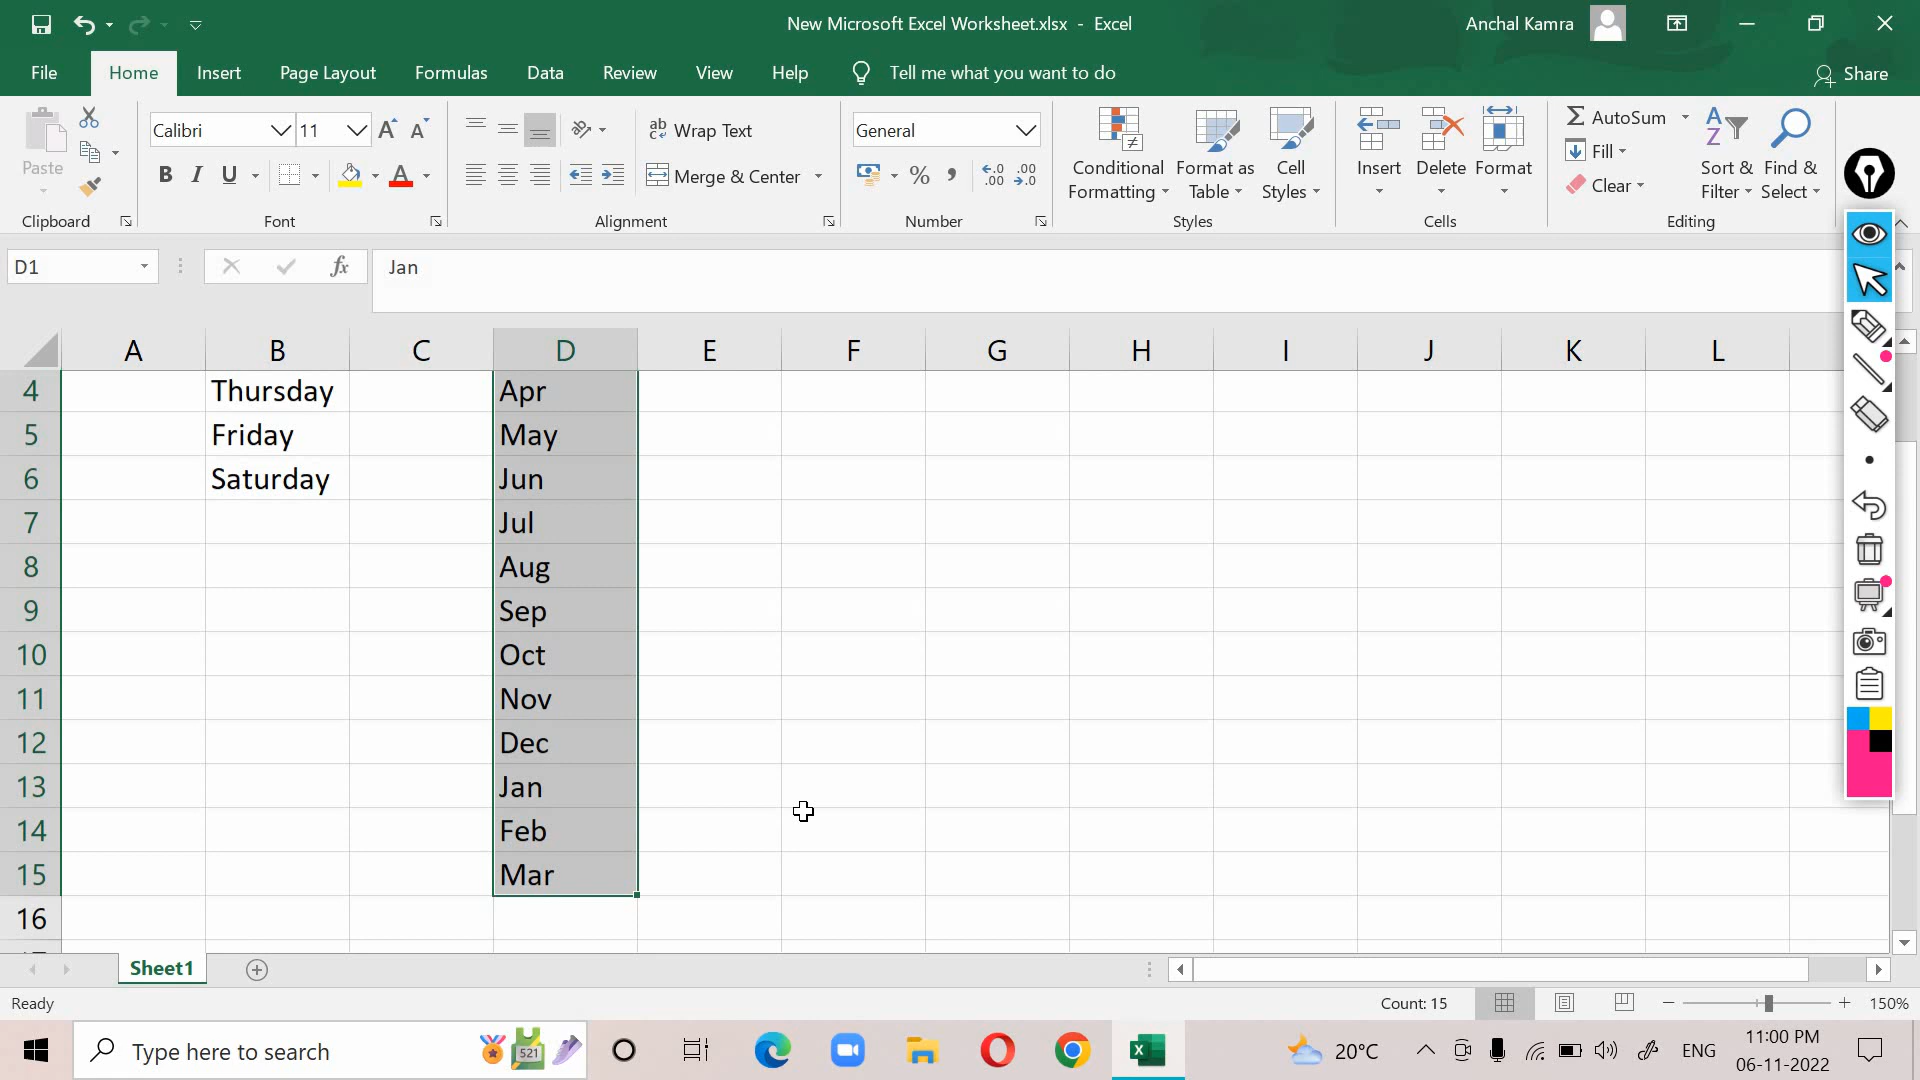 New Microsoft Excel Worksheet.xlsx - Excel
Anchal Kamra
File Home Insert Page Layout Formulas Data Review View Help Tell me what you want to do Share
Paste
Clipboard
Calibri 11
B I U A
Font
Wrap Text
Merge & Center
Alignment
General
% , .00 .00
Number
Conditional Formatting
Format as Table
Cell Styles
Styles
Insert Delete Format
Cells
AutoSum
Fill
Clear
Sort & Filter
Find & Select
Editing
D1 fx Jan
A B C D E F G H I J K L
4 Thursday Apr
5 Friday May
6 Saturday Jun
7 Jul
8 Aug
9 Sep
10 Oct
11 Nov
12 Dec
13 Jan
14 Feb
15 Mar
16
Sheet1
Ready Count: 15 150%
Type here to search 521 20°C ENG 11:00 PM
06-11-2022